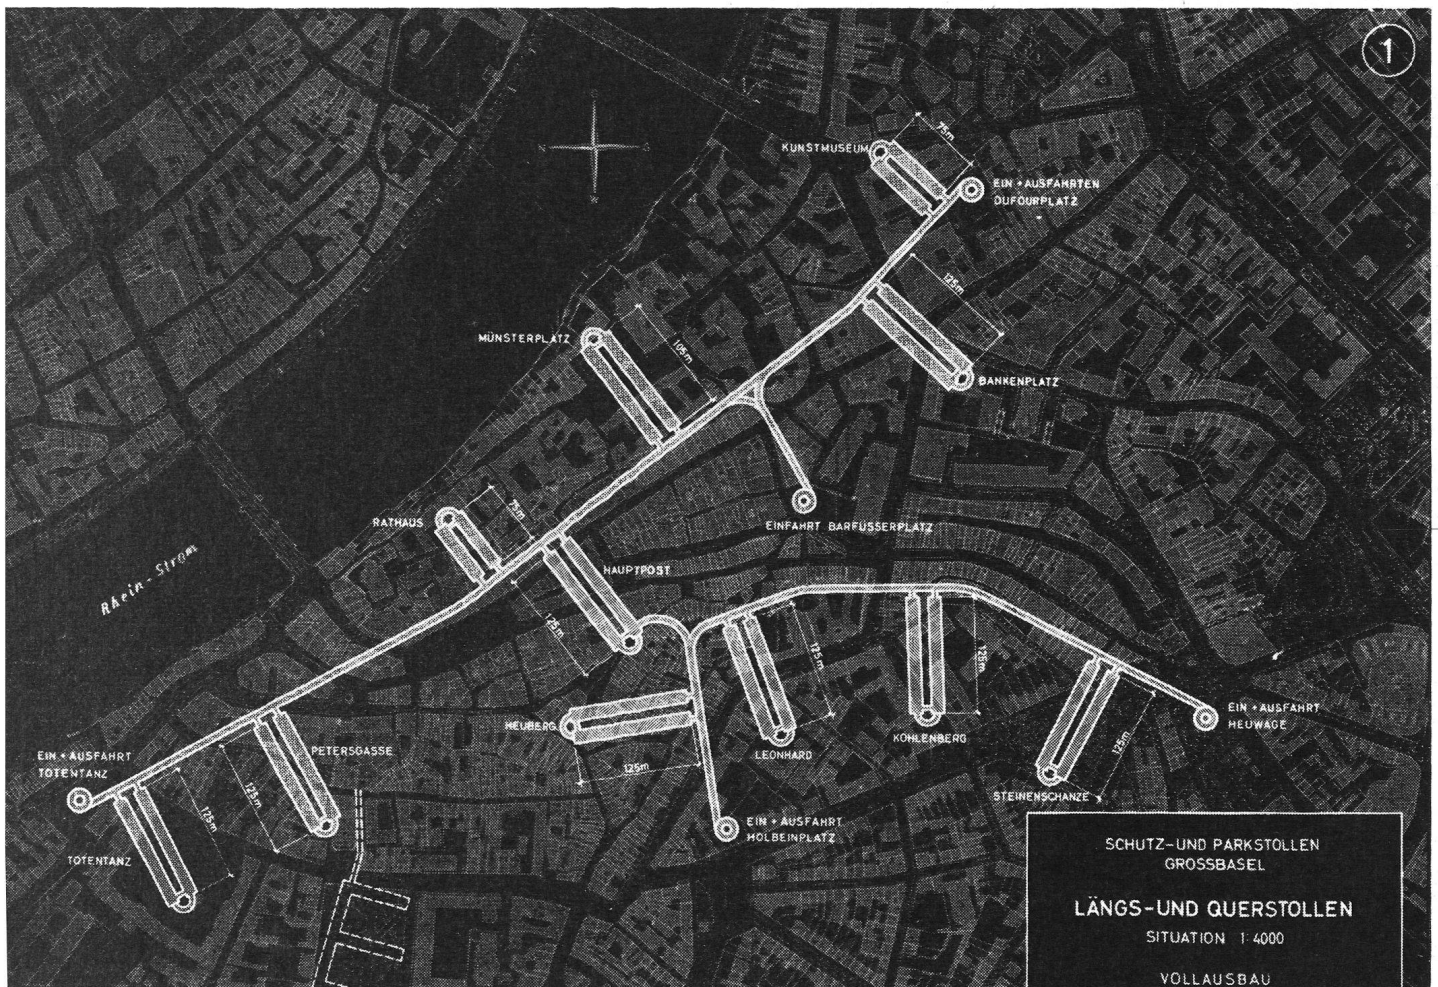 1
KUNSTMUSEUM
75m
EIN + AUSFAHRTEN
DUFOURPLATZ
125m
MÜNSTERPLATZ
105m
BANKENPLATZ
RATHAUS
75m
EINFAHRT BARFÜSSERPLATZ
HAUPTPOST
Rhein-Strom
125m
125m
125m
HEUBERG
EIN + AUSFAHRT
HEUWAGE
KOHLENBERG
PETERSGASSE
LEONHARD
125m
EIN + AUSFAHRT
TOTENTANZ
125m
125m
125m
STEINENSCHANZE
EIN + AUSFAHRT
HOLBEINPLATZ
TOTENTANZ
SCHUTZ-UND PARKSTOLLEN
GROSSBASEL
LÄNGS-UND QUERSTOLLEN
SITUATION 1:4000
VOLLAUSBAU